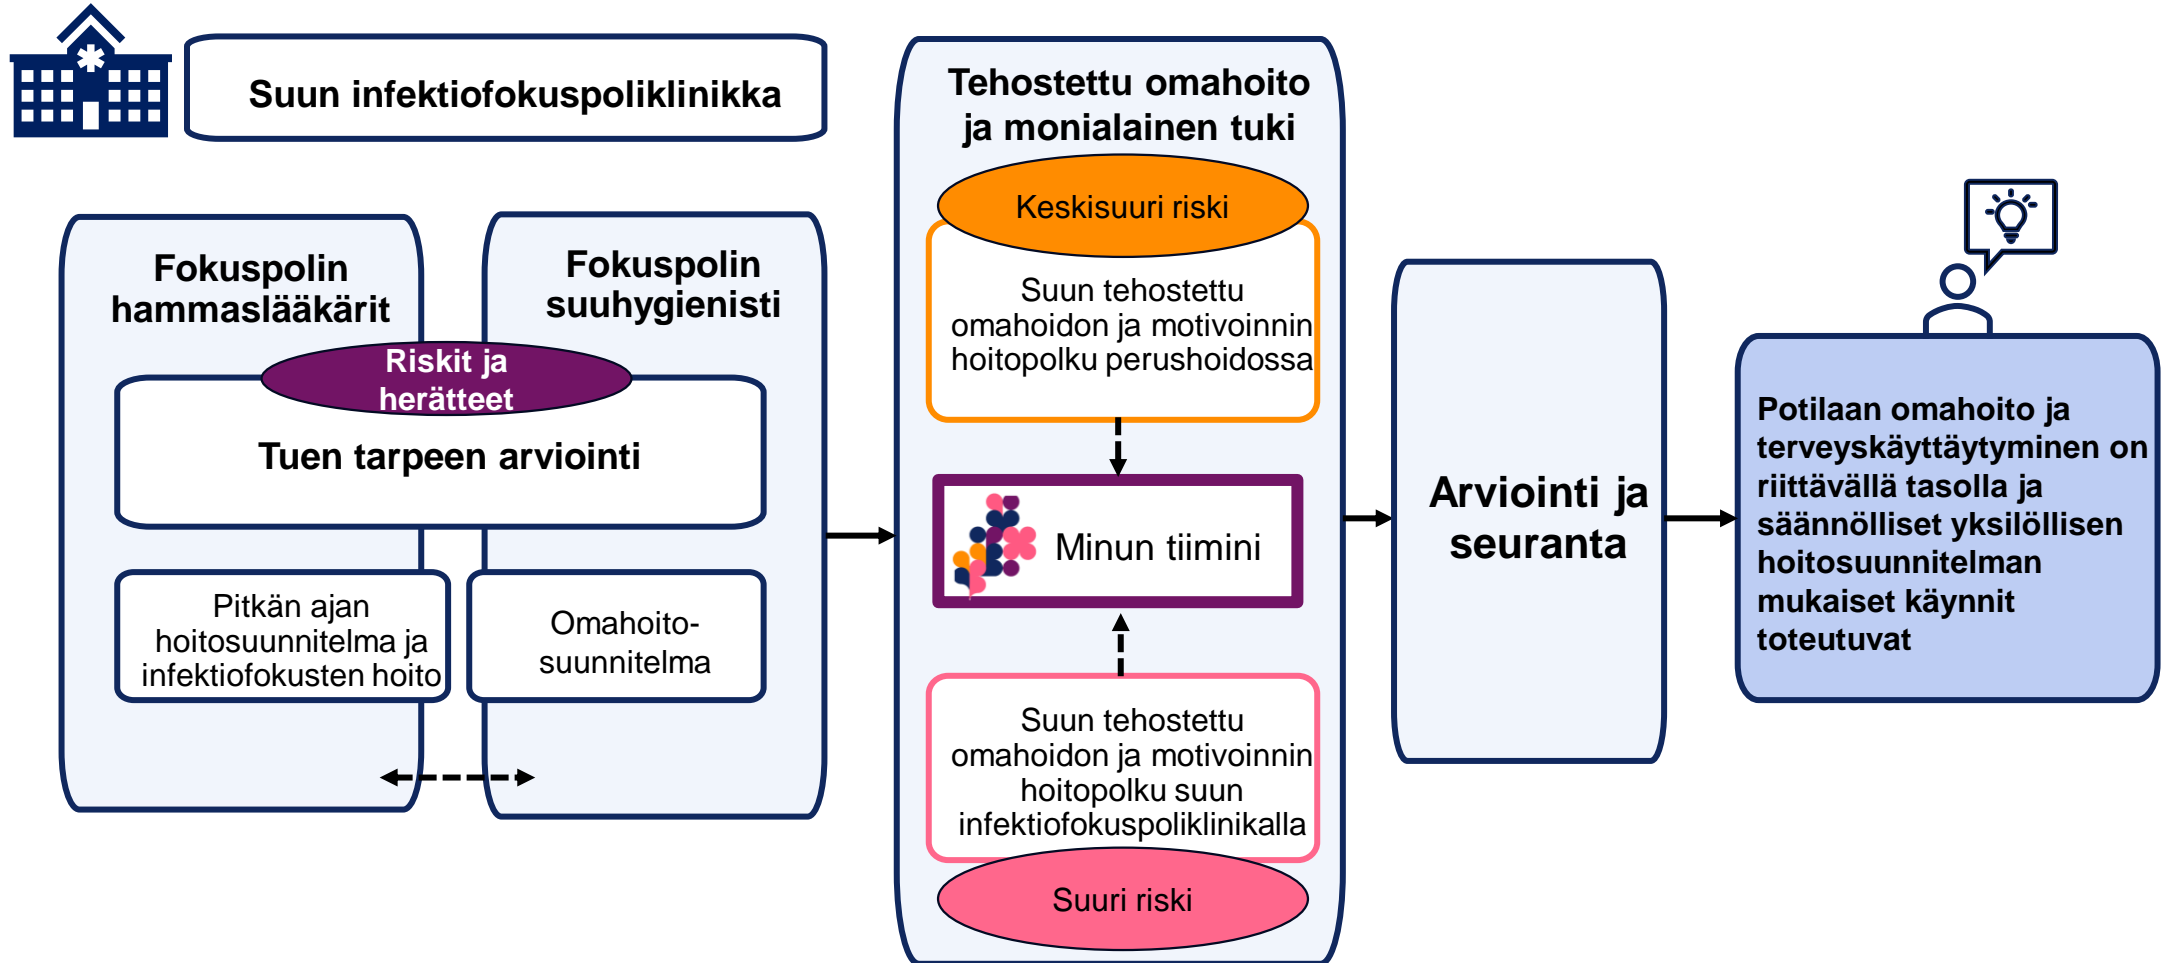 Suun infektiofokuspoliklinikka
Fokuspolin
hammaslääkärit
Fokuspolin
suuhygienisti
Riskit ja
herätteet
Tuen tarpeen arviointi
Pitkän ajan
hoitosuunnitelma ja
infektiofokusten hoito
Omahoito-
suunnitelma
Tehostettu omahoito
ja monialainen tuki
Keskisuuri riski
Suun tehostettu
omahoidon ja motivoinnin
hoitopolku perushoidossa
Minun tiimini
Suun tehostettu
omahoidon ja motivoinnin
hoitopolku suun
infektiofokuspoliklinikalla
Suuri riski
Arviointi ja
seuranta
Potilaan omahoito ja
terveyskäyttäytyminen on
riittävällä tasolla ja
säännölliset yksilöllisen
hoitosuunnitelman
mukaiset käynnit
toteutuvat